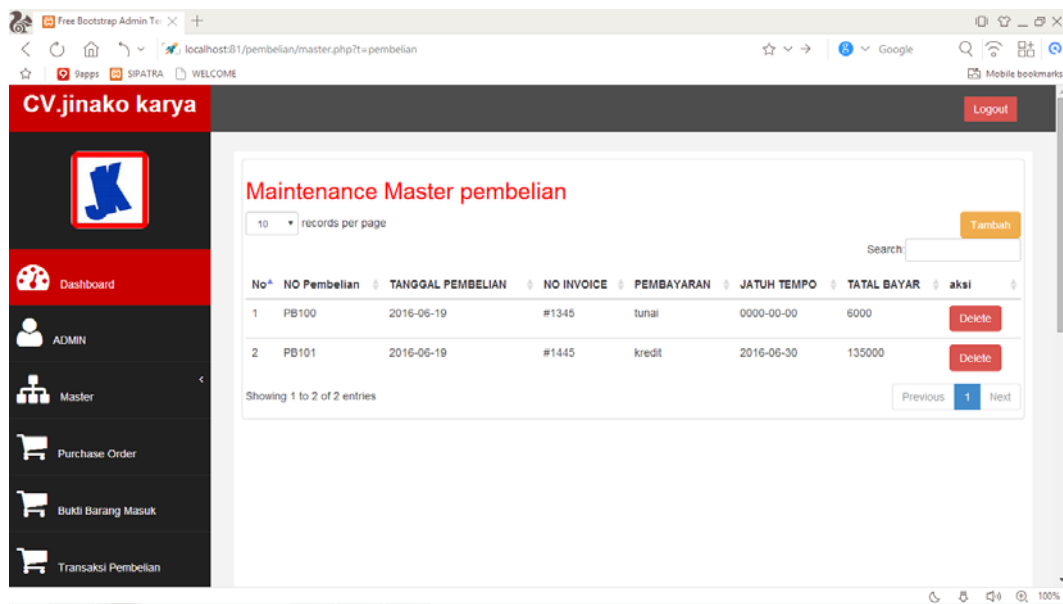 Free Bootstrap Admin Te
localhost:81/pembelian/master.php?t=pembelian
Google
9apps SIPATRA WELCOME
Mobile bookmarks
CV.jinako karya
Logout
JK
Maintenance Master pembelian
10 records per page
Tambah
Search:
Dashboard
ADMIN
Master
Purchase Order
Bukti Barang Masuk
Transaksi Pembelian
No NO Pembelian TANGGAL PEMBELIAN NO INVOICE PEMBAYARAN JATUH TEMPO TATAL BAYAR aksi
1 PB100 2016-06-19 #1345 tunai 0000-00-00 6000 Delete
2 PB101 2016-06-19 #1445 kredit 2016-06-30 135000 Delete
Showing 1 to 2 of 2 entries
Previous 1 Next
100%